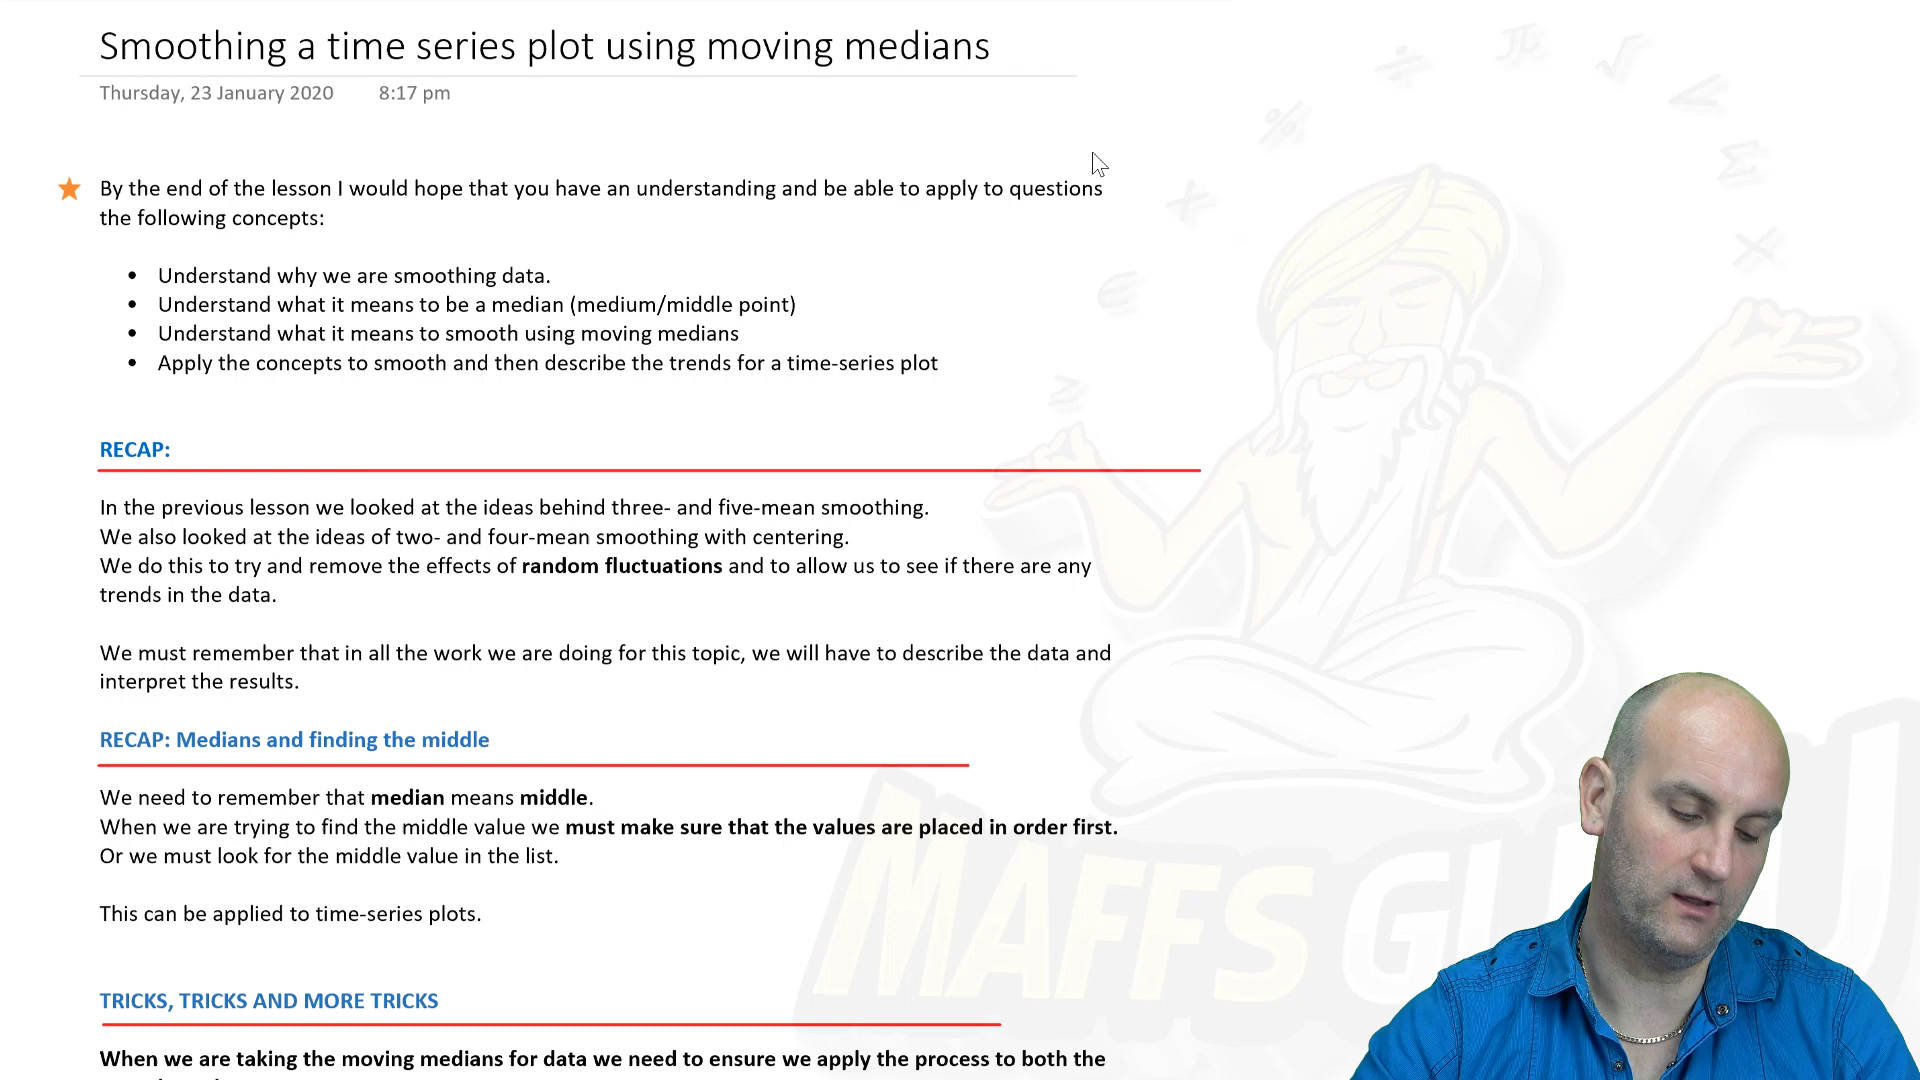 Smoothing a time series plot using moving medians
Thursday, 23 January 2020 8:17 pm
By the end of the lesson I would hope that you have an understanding and be able to apply to questions
the following concepts:
• Understand why we are smoothing data.
• Understand what it means to be a median (medium/middle point)
• Understand what it means to smooth using moving medians
• Apply the concepts to smooth and then describe the trends for a time-series plot
RECAP:
In the previous lesson we looked at the ideas behind three- and five-mean smoothing.
We also looked at the ideas of two- and four-mean smoothing with centering.
We do this to try and remove the effects of random fluctuations and to allow us to see if there are any
trends in the data.
We must remember that in all the work we are doing for this topic, we will have to describe the data and
interpret the results.
RECAP: Medians and finding the middle
We need to remember that median means middle.
When we are trying to find the middle value we must make sure that the values are placed in order first.
Or we must look for the middle value in the list.
This can be applied to time-series plots.
TRICKS, TRICKS AND MORE TRICKS
When we are taking the moving medians for data we need to ensure we apply the process to both the
MAFFS GU